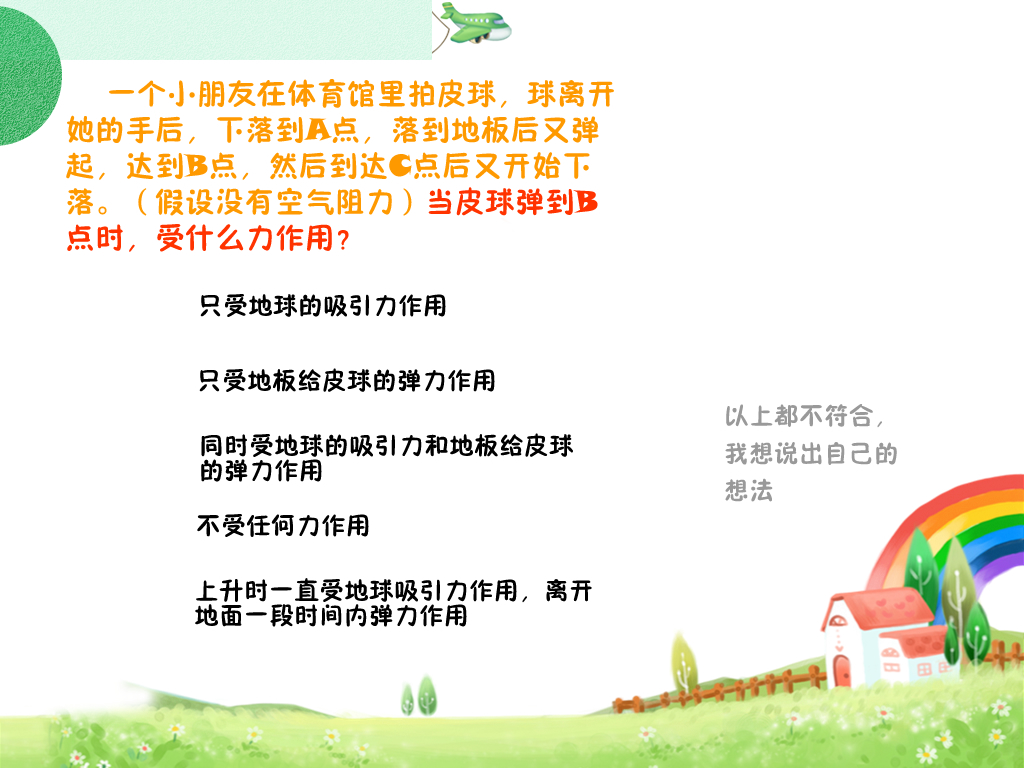 一个小朋友在体育馆里拍皮球，球离开
她的手后，下落到A点，落到地板后又弹
起，达到B点，然后到达C点后又开始下
落。（假设没有空气阻力）当皮球弹到B
点时，受什么力作用？
只受地球的吸引力作用
只受地板给皮球的弹力作用
同时受地球的吸引力和地板给皮球
的弹力作用
不受任何力作用
上升时一直受地球吸引力作用，离开
地面一段时间内弹力作用
以上都不符合，
我想说出自己的
想法